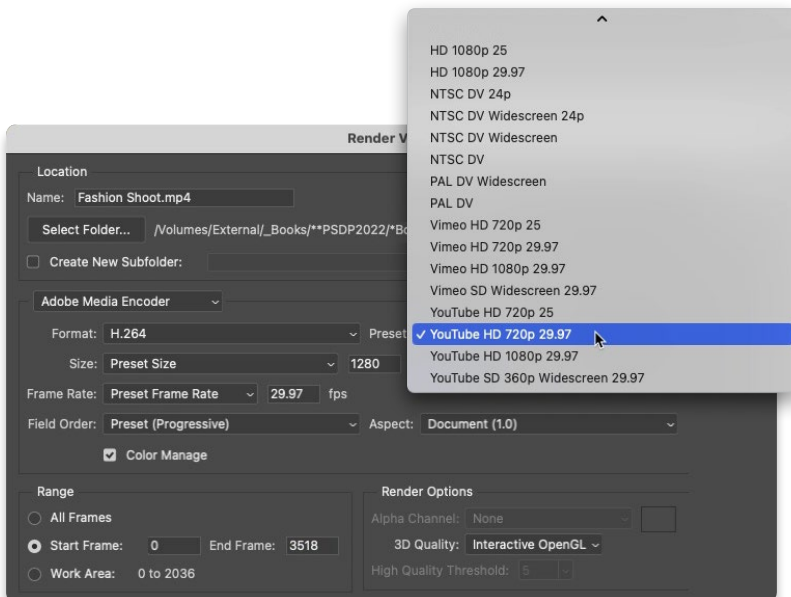 HD 1080p 25
HD 1080p 29.97
NTSC DV 24p
NTSC DV Widescreen 24p
NTSC DV Widescreen
NTSC DV
PAL DV Widescreen
PAL DV
Vimeo HD 720p 25
Vimeo HD 720p 29.97
Vimeo HD 1080p 29.97
Vimeo SD Widescreen 29.97
YouTube HD 720p 25
✓ YouTube HD 720p 29.97
YouTube HD 1080p 29.97
YouTube SD 360p Widescreen 29.97
Render V
Location
Name: Fashion Shoot.mp4
Select Folder... /Volumes/External/_Books/**PSDP2022/*Bo
Create New Subfolder:
Adobe Media Encoder
Format: H.264 Preset
Size: Preset Size 1280
Frame Rate: Preset Frame Rate 29.97 fps
Field Order: Preset (Progressive) Aspect: Document (1.0)
Color Manage
Range
All Frames
Start Frame: 0 End Frame: 3518
Work Area: 0 to 2036
Render Options
Alpha Channel: None
3D Quality: Interactive OpenGL
High Quality Threshold: 5